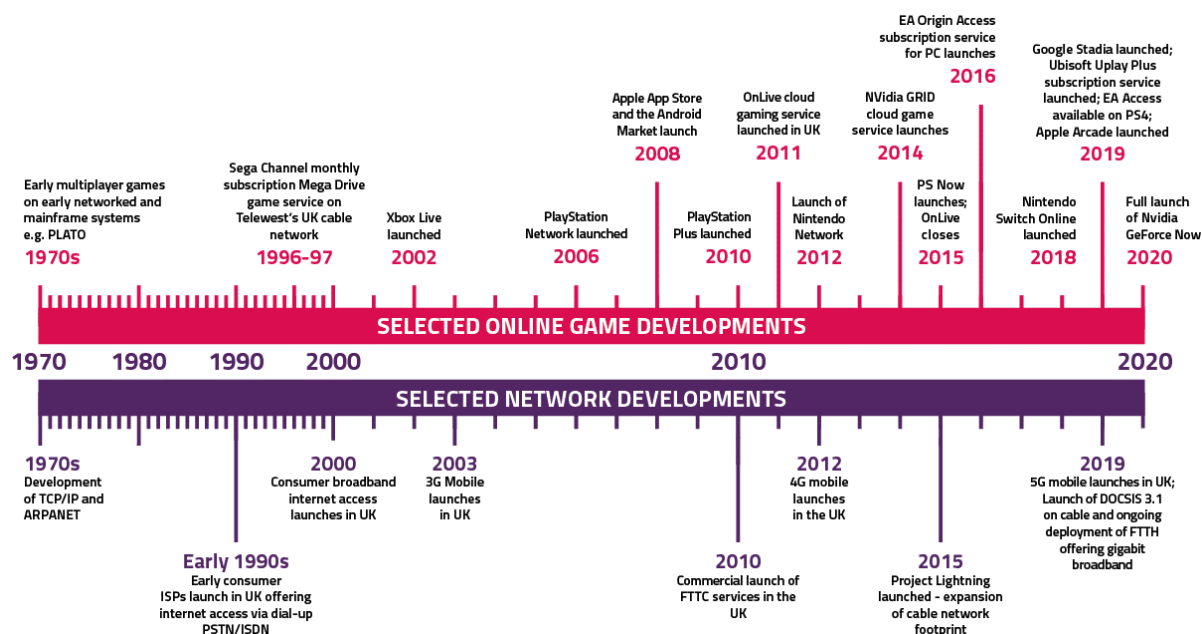 EA Origin Access
subscription service
for PC launches
2016
Google Stadia launched;
Ubisoft Uplay Plus
subscription service
launched; EA Access
available on PS4;
Apple Arcade launched
2019
Apple App Store
and the Android
Market launch
2008
OnLive cloud
gaming service
launched in UK
2011
NVidia GRID
cloud game
service launches
2014
Early multiplayer games
on early networked and
mainframe systems
e.g. PLATO
1970s
Sega Channel monthly
subscription Mega Drive
game service on
Telewest's UK cable
network
1996-97
Xbox Live
launched
2002
PlayStation
Network launched
2006
PlayStation
Plus launched
2010
Launch of
Nintendo
Network
2012
PS Now
launches;
OnLive
closes
2015
Nintendo
Switch Online
launched
2018
Full launch
of Nvidia
GeForce Now
2020
SELECTED ONLINE GAME DEVELOPMENTS
1970 1980 1990 2000 2010 2020
SELECTED NETWORK DEVELOPMENTS
1970s
Development
of TCP/IP and
ARPANET
Early 1990s
Early consumer
ISPs launch in UK offering
internet access via dial-up
PSTN/ISDN
2000
Consumer broadband
internet access
launches in UK
2003
3G Mobile
launches
in UK
2010
Commercial launch of
FTTC services in the
UK
2012
4G mobile
launches
in the UK
2015
Project Lightning
launched - expansion
of cable network
footprint
2019
5G mobile launches in UK;
Launch of DOCSIS 3.1
on cable and ongoing
deployment of FTTH
offering gigabit
broadband